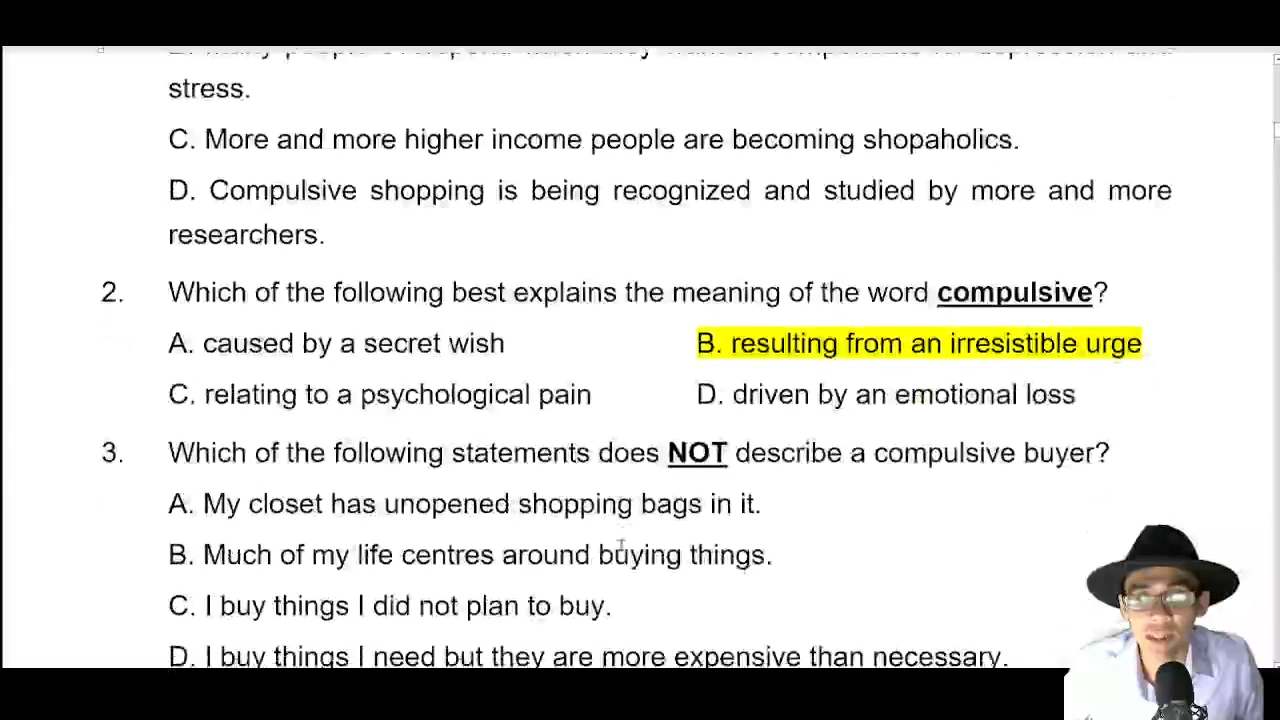 stress.
C. More and more higher income people are becoming shopaholics.
D. Compulsive shopping is being recognized and studied by more and more
researchers.
2. Which of the following best explains the meaning of the word compulsive?
A. caused by a secret wish B. resulting from an irresistible urge
C. relating to a psychological pain D. driven by an emotional loss
3. Which of the following statements does NOT describe a compulsive buyer?
A. My closet has unopened shopping bags in it.
B. Much of my life centres around buying things.
C. I buy things I did not plan to buy.
D. I buy things I need but they are more expensive than necessary.